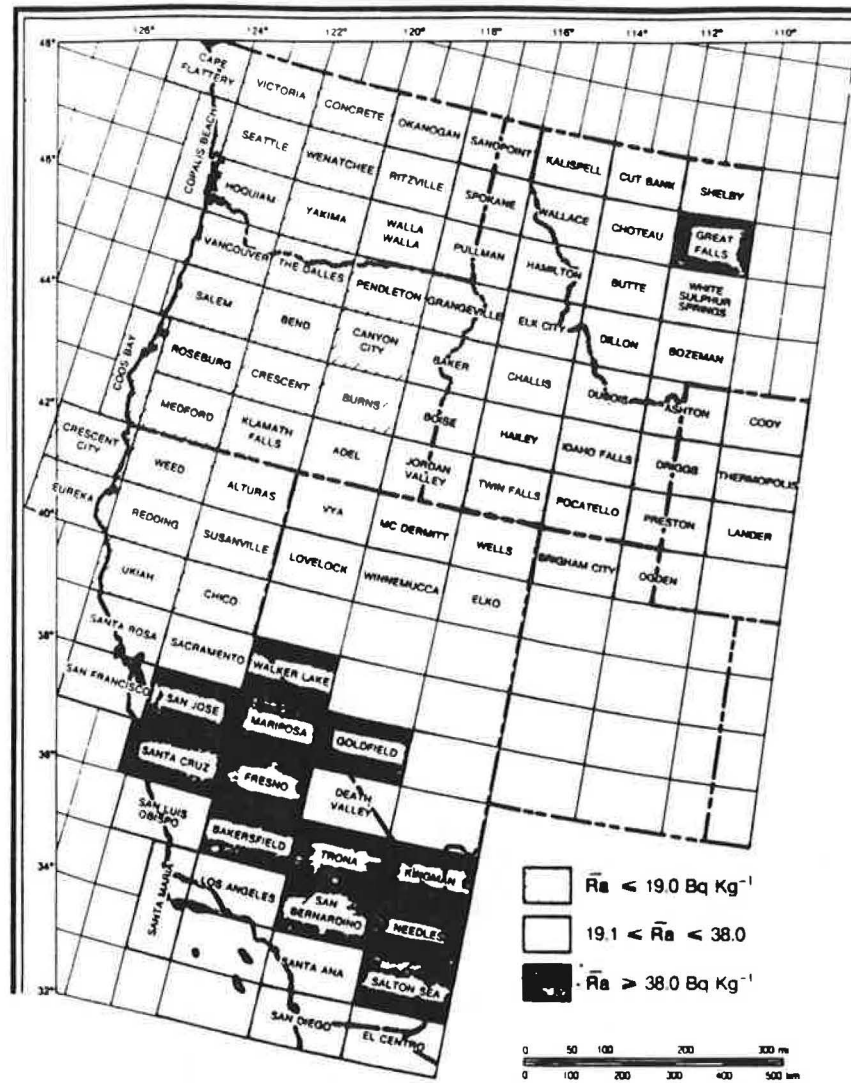 126° 124° 122° 120° 118° 116° 114° 112° 110°
48°
CAPE FLATTERY
VICTORIA
CONCRETE
OKANOGAN
SANDPOINT
KALISPELL
CUT BANK
SHELBY
46°
COPALIS BEACH
SEATTLE
WENATCHEE
RITZVILLE
SPOKANE
WALLACE
CHOTEAU
GREAT FALLS
HOQUIAM
YAKIMA
WALLA WALLA
PULLMAN
HAMILTON
BUTTE
WHITE SULPHUR SPRINGS
44°
VANCOUVER
THE DALLES
PENDLETON
GRANGEVILLE
ELK CITY
DILLON
BOZEMAN
SALEM
BEND
CANYON CITY
BAKER
CHALLIS
DUBOIS
ASHTON
CODY
COOS BAY
ROSEBURG
CRESCENT
BURNS
BOISE
HAILEY
IDAHO FALLS
DRIGGS
THERMOPOLIS
42°
MEDFORD
KLAMATH FALLS
ADEL
JORDAN VALLEY
TWIN FALLS
POCATELLO
PRESTON
LANDER
CRESCENT CITY
WEED
ALTURAS
VYA
MC DERMITT
WELLS
BRIGHAM CITY
OGDEN
40°
EUREKA
REDDING
SUSANVILLE
LOVELOCK
WINNEMUCCA
ELKO
UKIAH
CHICO
38°
SANTA ROSA
SACRAMENTO
WALKER LAKE
SAN FRANCISCO
SAN JOSE
MARIPOSA
GOLDFIELD
36°
SANTA CRUZ
FRESNO
DEATH VALLEY
SAN LUIS OBISPO
BAKERSFIELD
TRONA
KINGMAN
34°
SANTA MARIA
LOS ANGELES
SAN BERNARDINO
NEEDLES
SANTA ANA
SALTON SEA
32°
SAN DIEGO
EL CENTRO
R̄a ≤ 19.0 Bq Kg⁻¹
19.1 ≤ R̄a ≤ 38.0
R̄a ≥ 38.0 Bq Kg⁻¹
0 50 100 200 300 mi
0 100 200 300 400 500 km